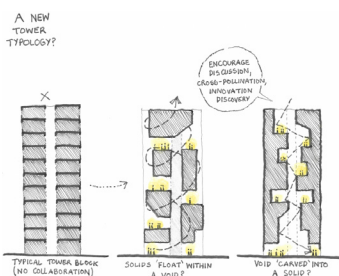 A NEW
TOWER
TYPOLOGY?
ENCOURAGE
DISCUSSION,
CROSS-POLLINATION,
INNOVATION
DISCOVERY
TYPICAL TOWER BLOCK
(NO COLLABORATION)
SOLIDS 'FLOAT' WITHIN
A VOID?
VOID 'CARVED' INTO
A SOLID?